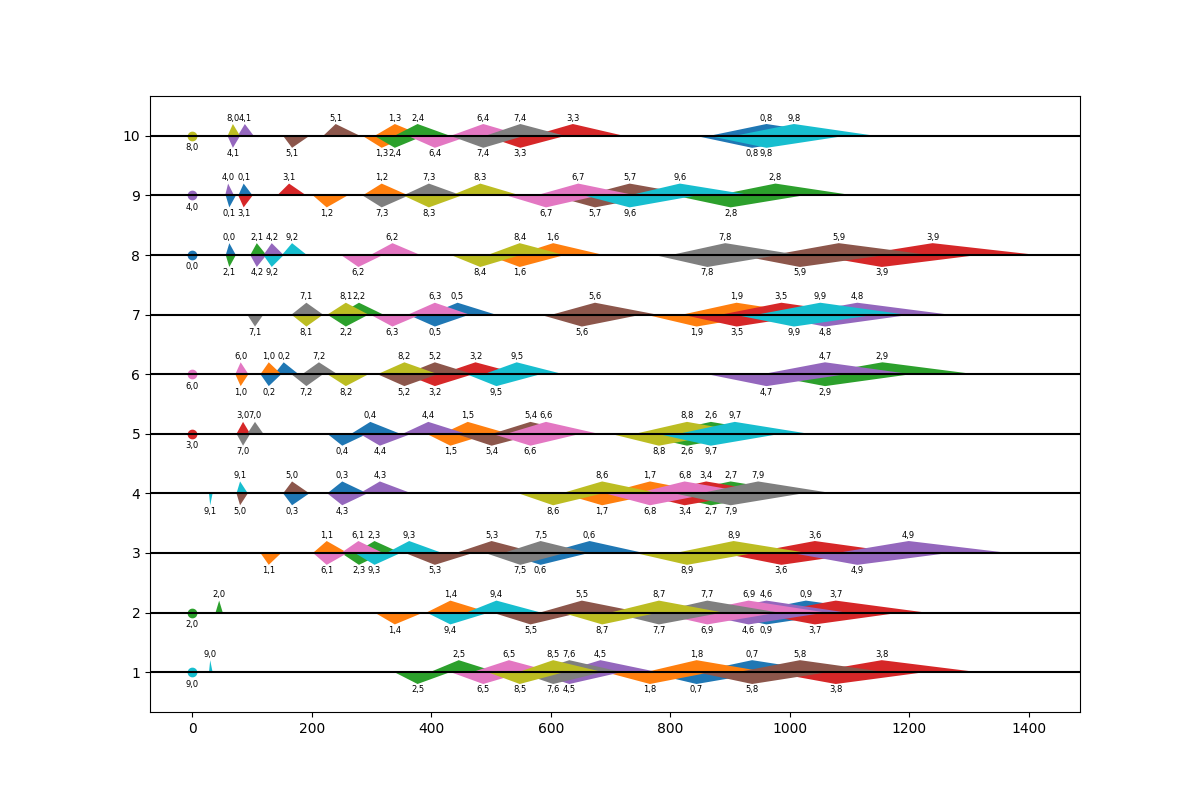 8,0 4,1 5,1 1,3 2,4 6,4 7,4 3,3 0,8 9,8
10
8,0 4,1 5,1 1,3 2,4 6,4 7,4 3,3 0,8 9,8
4,0 0,1 3,1 1,2 7,3 8,3 6,7 5,7 9,6 2,8
9
4,0 0,1 3,1 1,2 7,3 8,3 6,7 5,7 9,6 2,8
0,0 2,1 4,2 9,2 6,2 8,4 1,6 7,8 5,9 3,9
8
0,0 2,1 4,2 9,2 6,2 8,4 1,6 7,8 5,9 3,9
7,1 8,1 2,2 6,3 0,5 5,6 1,9 3,5 9,9 4,8
7
7,1 8,1 2,2 6,3 0,5 5,6 1,9 3,5 9,9 4,8
6,0 1,0 0,2 7,2 8,2 5,2 3,2 9,5 4,7 2,9
6
6,0 1,0 0,2 7,2 8,2 5,2 3,2 9,5 4,7 2,9
3,0 7,0 0,4 4,4 1,5 5,4 6,6 8,8 2,6 9,7
5
3,0 7,0 0,4 4,4 1,5 5,4 6,6 8,8 2,6 9,7
9,1 5,0 0,3 4,3 8,6 1,7 6,8 3,4 2,7 7,9
4
9,1 5,0 0,3 4,3 8,6 1,7 6,8 3,4 2,7 7,9
1,1 6,1 2,3 9,3 5,3 7,5 0,6 8,9 3,6 4,9
3
1,1 6,1 2,3 9,3 5,3 7,5 0,6 8,9 3,6 4,9
2,0 1,4 9,4 5,5 8,7 7,7 6,9 4,6 0,9 3,7
2
2,0 1,4 9,4 5,5 8,7 7,7 6,9 4,6 0,9 3,7
9,0 2,5 6,5 8,5 7,6 4,5 1,8 0,7 5,8 3,8
1
9,0 2,5 6,5 8,5 7,6 4,5 1,8 0,7 5,8 3,8
0 200 400 600 800 1000 1200 1400